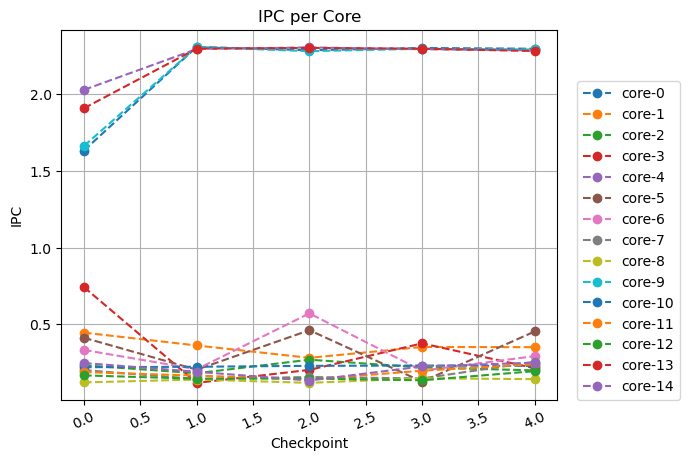 IPC per Core
IPC
2.0
1.5
1.0
0.5
0.0
0.5
1.0
1.5
2.0
2.5
3.0
3.5
4.0
Checkpoint
core-0
core-1
core-2
core-3
core-4
core-5
core-6
core-7
core-8
core-9
core-10
core-11
core-12
core-13
core-14